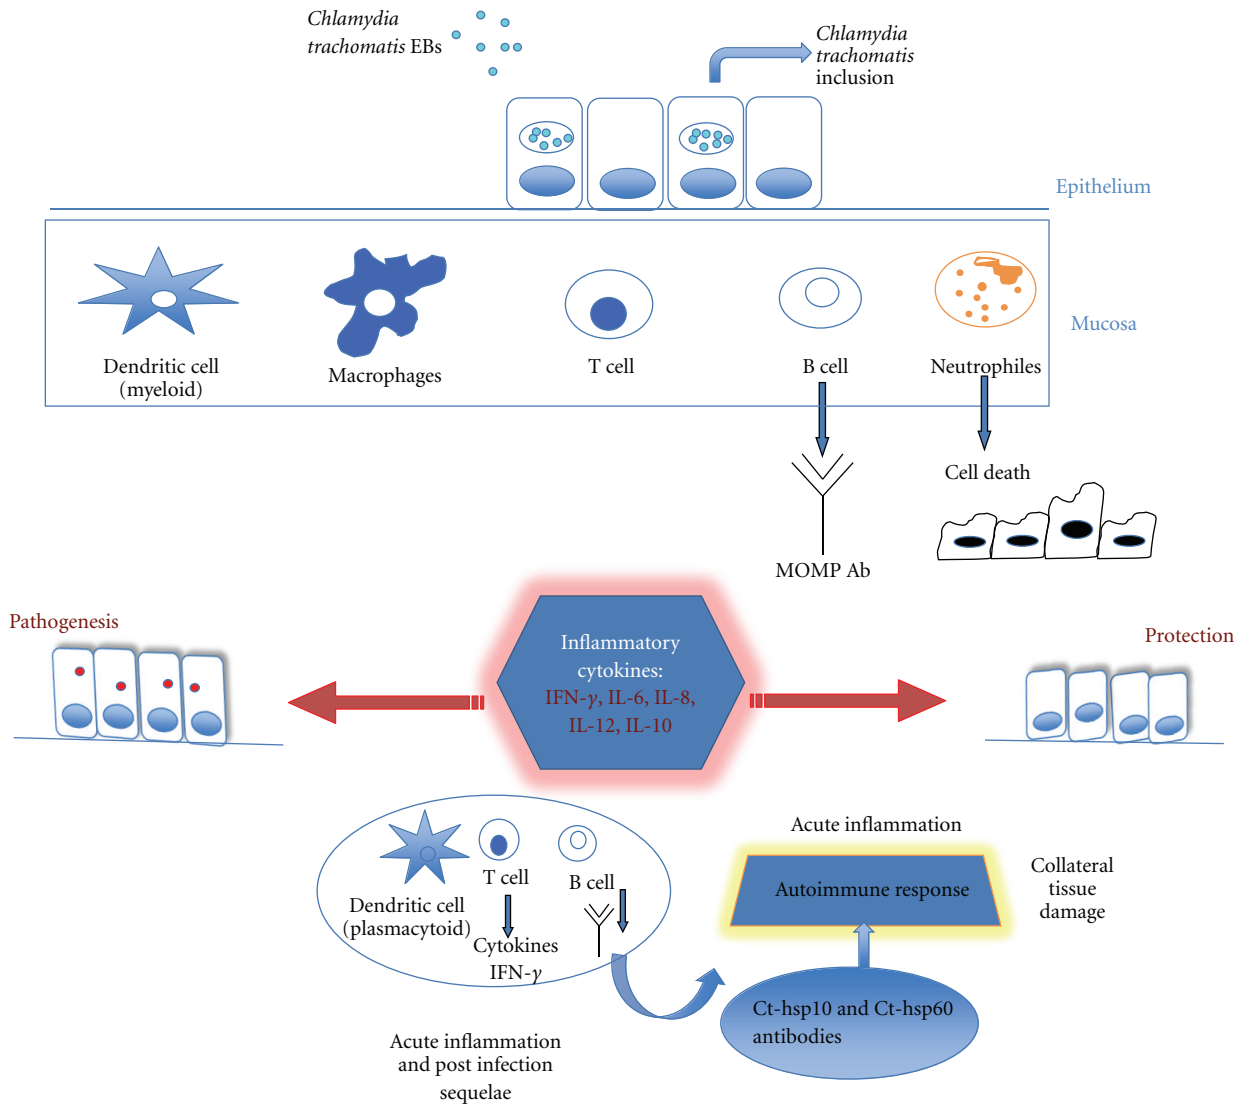 Chlamydia
trachomatis EBs
Chlamydia
trachomatis
inclusion
Epithelium
Dendritic cell
(myeloid)
Macrophages
T cell
B cell
Neutrophiles
Mucosa
Cell death
MOMP Ab
Pathogenesis
Inflammatory
cytokines:
IFN-γ, IL-6, IL-8,
IL-12, IL-10
Protection
Dendritic cell
(plasmacytoid)
T cell
Cytokines
IFN-γ
B cell
Acute inflammation
and post infection
sequelae
Acute inflammation
Autoimmune response
Collateral
tissue
damage
Ct-hsp10 and Ct-hsp60
antibodies